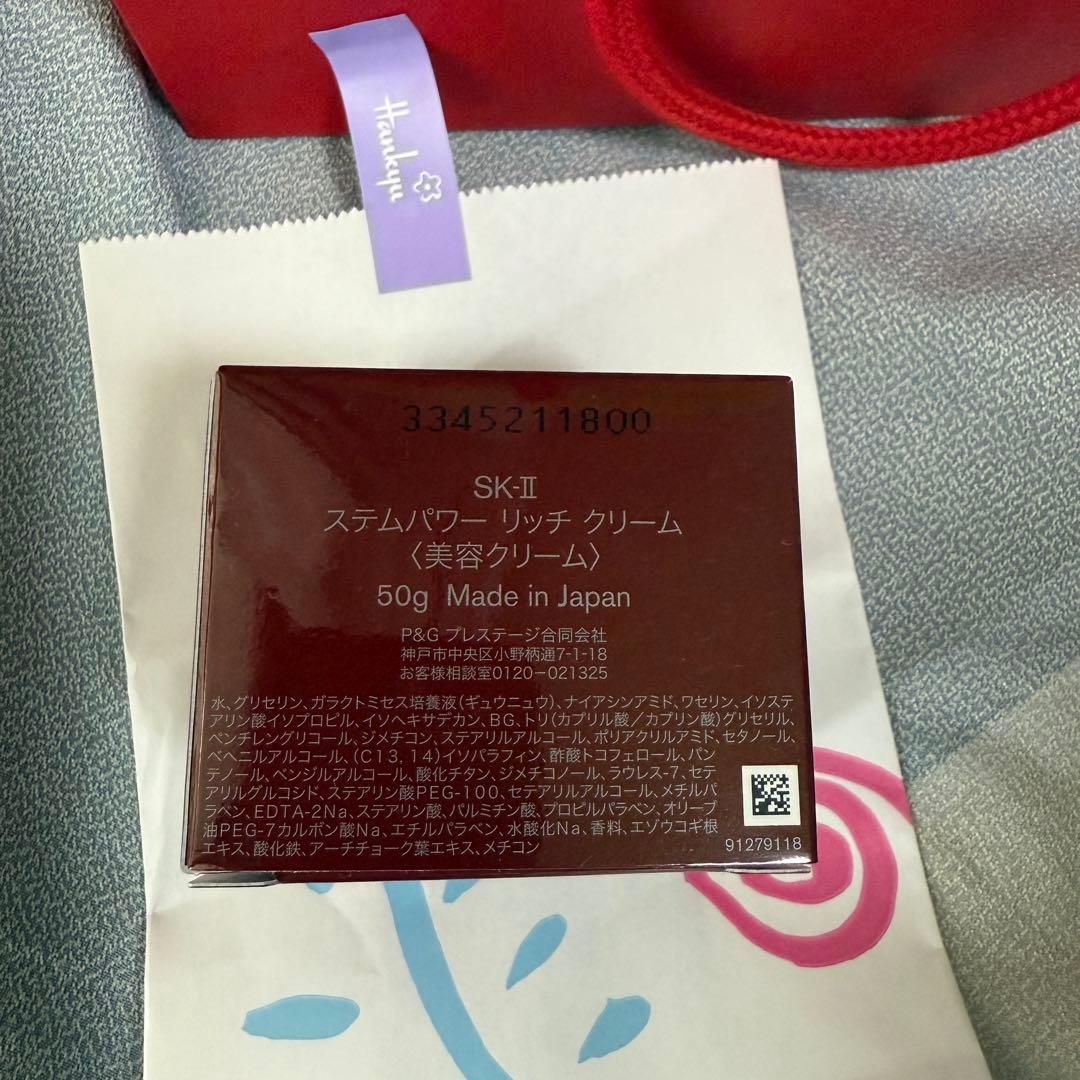 Hankyu
3345211800
SK-II
ステムパワー リッチ クリーム
〈美容クリーム〉
50g Made in Japan
P&G プレステージ合同会社
神戸市中央区小野柄通7-1-18
お客様相談室0120-021325
水、グリセリン、ガラクトミセス培養液(ギュウニュウ)、ナイアシンアミド、ワセリン、イソステ
アリン酸イソプロピル、イソヘキサデカン、BG、トリ(カプリル酸/カプリン酸)グリセリル、
ペンチレングリコール、ジメチコン、ステアリルアルコール、ポリアクリルアミド、セタノール、
ベヘニルアルコール、(C13,14)イソパラフィン、酢酸トコフェロール、パン
テノール、ベンジルアルコール、酸化チタン、ジメチコノール、ラウレス-7、セテ
アリルグルコシド、ステアリン酸PEG-100、セテアリルアルコール、メチルパ
ラベン、EDTA-2Na、ステアリン酸、パルミチン酸、プロピルパラベン、オリーブ
油PEG-7カルボン酸Na、エチルパラベン、水酸化Na、香料、エゾウコギ根
エキス、酸化鉄、アーチチョーク葉エキス、メチコン
91279118